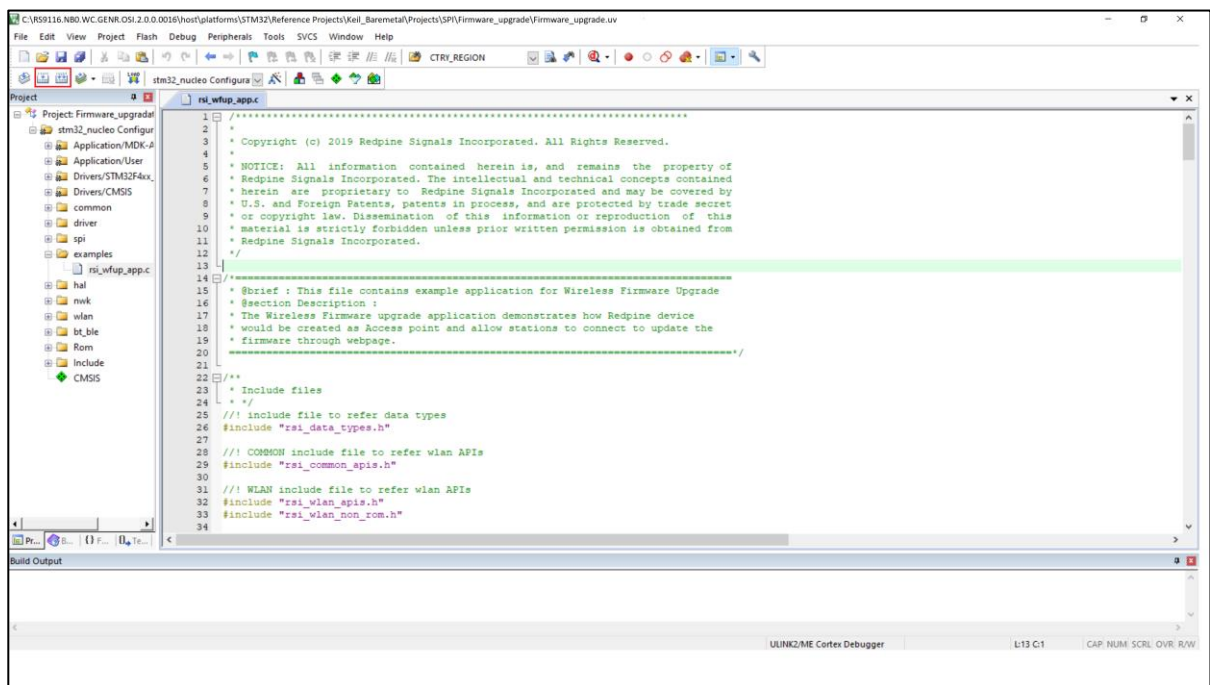 C:\RS9116.NB0.WC.GENR.OSI.2.0.0.0016\host\platforms\STM32\Reference Projects\Keil_Baremetal\Projects\SPI\Firmware_upgrade\Firmware_upgrade.uv
File Edit View Project Flash Debug Peripherals Tools SVCS Window Help
CTRY_REGION
stm32_nucleo Configura
Project
rsi_wfup_app.c
Project: Firmware_upgradat
stm32_nucleo Configur
Application/MDK-A
Application/User
Drivers/STM32F4xx_
Drivers/CMSIS
common
driver
spi
examples
rsi_wfup_app.c
hal
nwk
wlan
bt_ble
Rom
Include
CMSIS
1 /*************************************************************************
2 *
3 * Copyright (c) 2019 Redpine Signals Incorporated. All Rights Reserved.
4 *
5 * NOTICE: All information contained herein is, and remains the property of
6 * Redpine Signals Incorporated. The intellectual and technical concepts contained
7 * herein are proprietary to Redpine Signals Incorporated and may be covered by
8 * U.S. and Foreign Patents, patents in process, and are protected by trade secret
9 * or copyright law. Dissemination of this information or reproduction of this
10 * material is strictly forbidden unless prior written permission is obtained from
11 * Redpine Signals Incorporated.
12 */
13
14 /*================================================================================
15 * @brief : This file contains example application for Wireless Firmware Upgrade
16 * @section Description :
17 * The Wireless Firmware upgrade application demonstrates how Redpine device
18 * would be created as Access point and allow stations to connect to update the
19 * firmware through webpage.
20 =================================================================================*/
21
22 /**
23 * Include files
24 * */
25 //! include file to refer data types
26 #include "rsi_data_types.h"
27
28 //! COMMON include file to refer wlan APIs
29 #include "rsi_common_apis.h"
30
31 //! WLAN include file to refer wlan APIs
32 #include "rsi_wlan_apis.h"
33 #include "rsi_wlan_non_rom.h"
34
Pr... B... {} F... 0 Te...
Build Output
ULINK2/ME Cortex Debugger L:13 C:1 CAP NUM SCRL OVR R/W